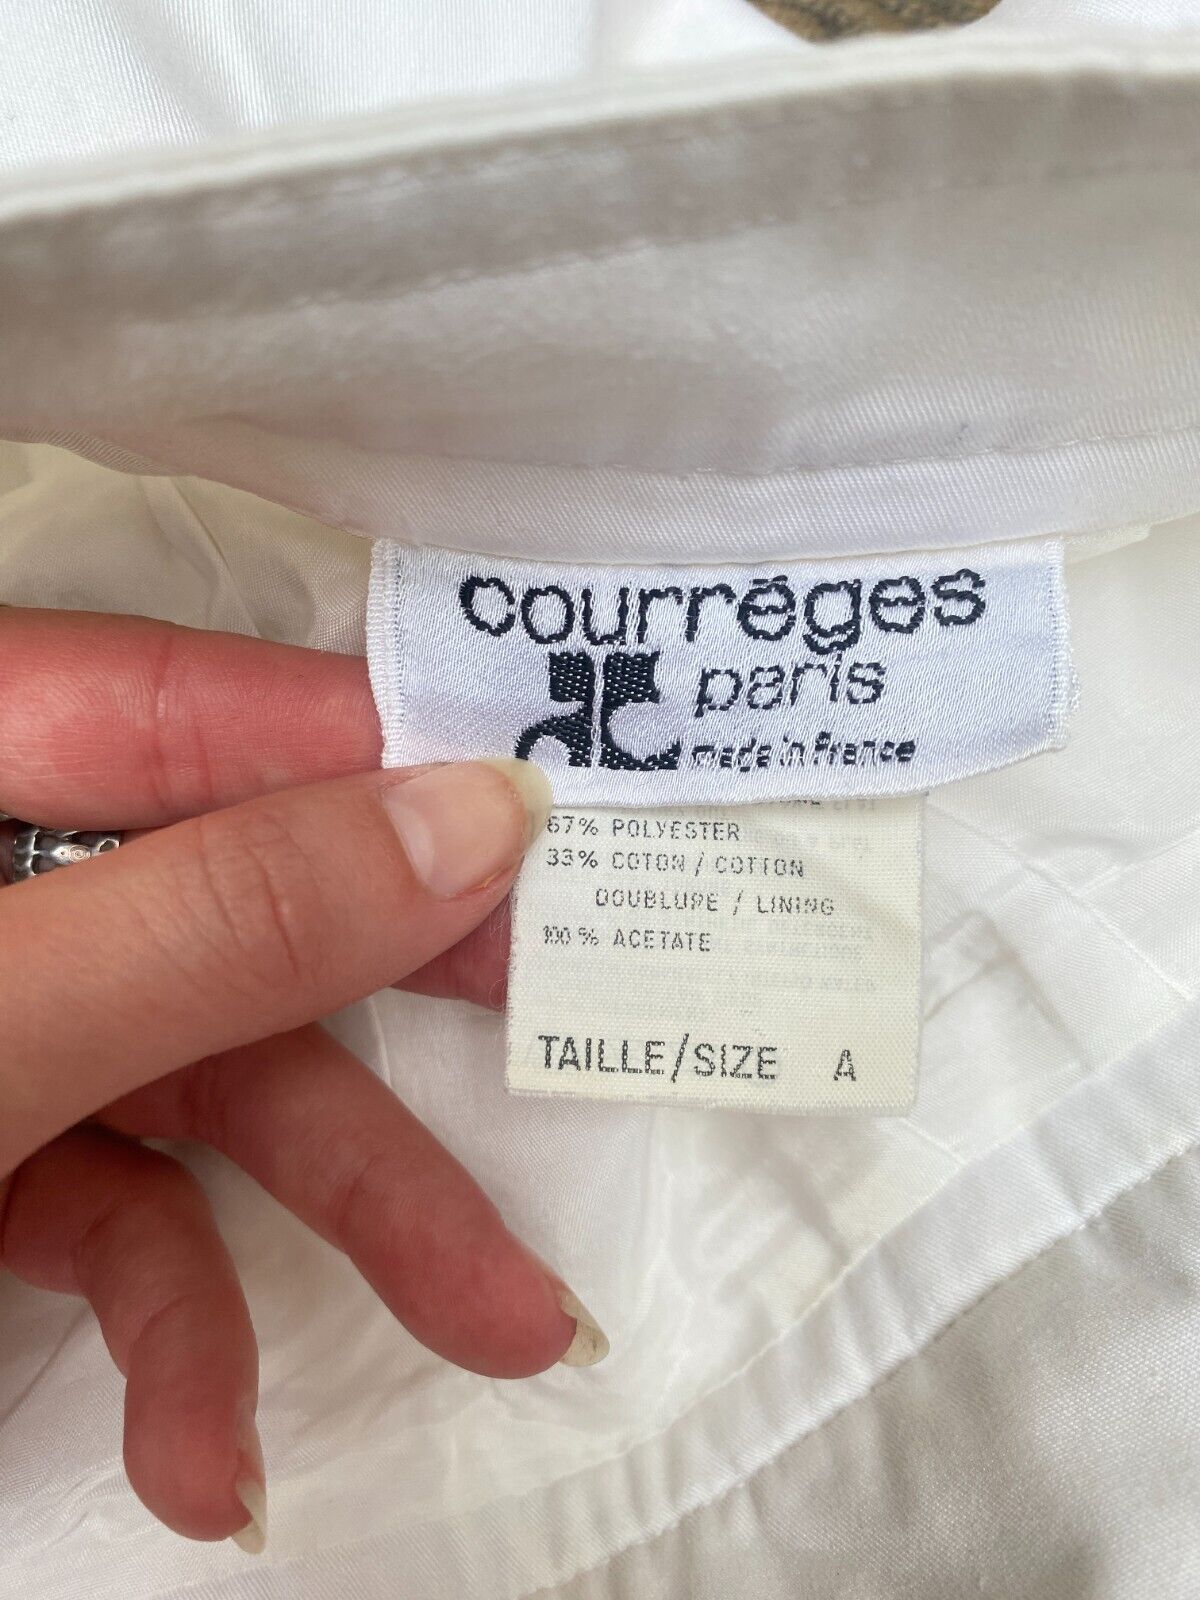 courrèges
paris
made in france
67% POLYESTER
33% COTON / COTTON
DOUBLURE / LINING
100% ACETATE
TAILLE/SIZE A